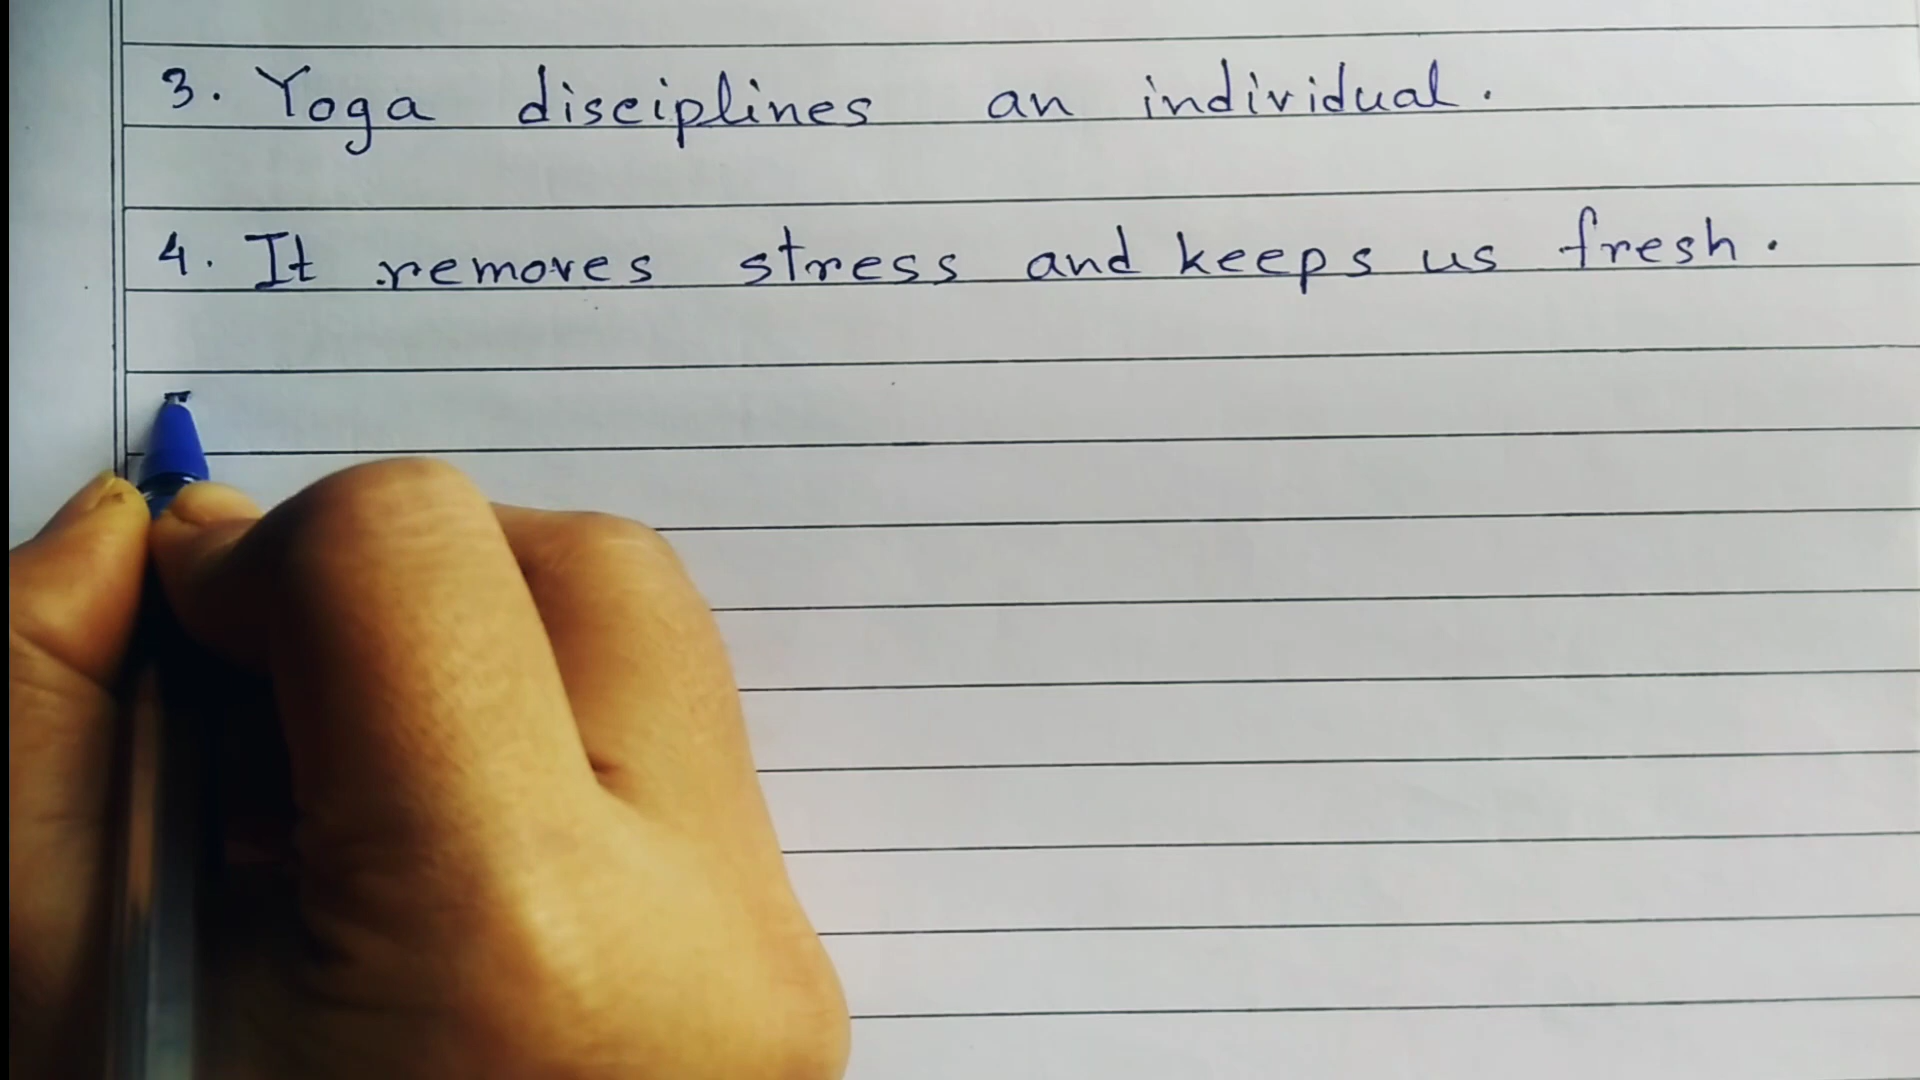 3. Yoga disciplines an individual.
4. It removes stress and keeps us fresh.